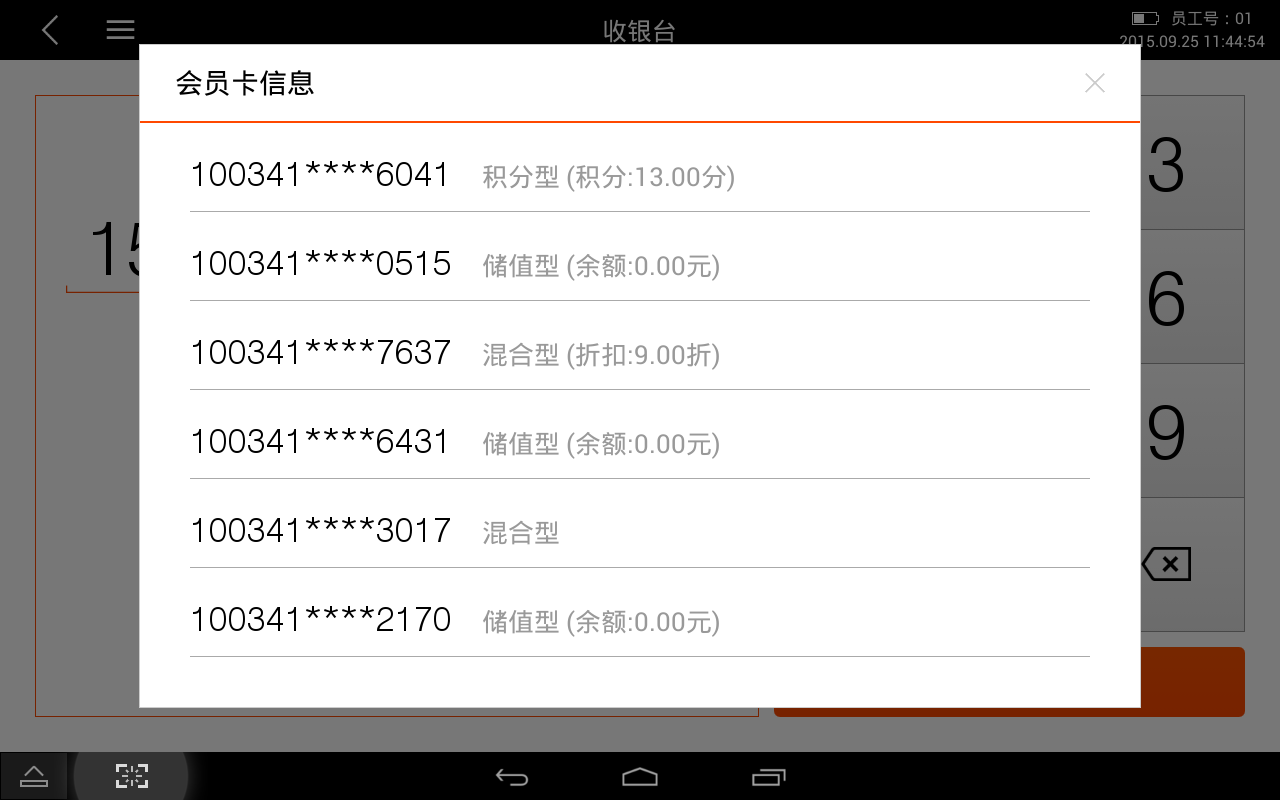 收银台
员工号：01
2015.09.25 11:44:54
会员卡信息
100341****6041 积分型 (积分:13.00分)
100341****0515 储值型 (余额:0.00元)
100341****7637 混合型 (折扣:9.00折)
100341****6431 储值型 (余额:0.00元)
100341****3017 混合型
100341****2170 储值型 (余额:0.00元)
15
3
6
9